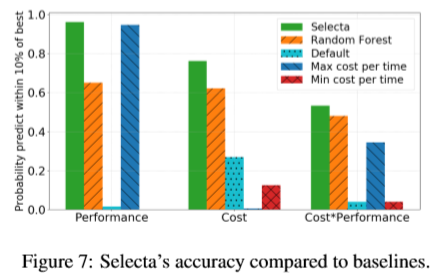 Probability predict within 10% of best
1.0
0.8
0.6
0.4
0.2
0.0
Selecta
Random Forest
Default
Max cost per time
Min cost per time
Performance
Cost
Cost*Performance
Figure 7: Selecta's accuracy compared to baselines.